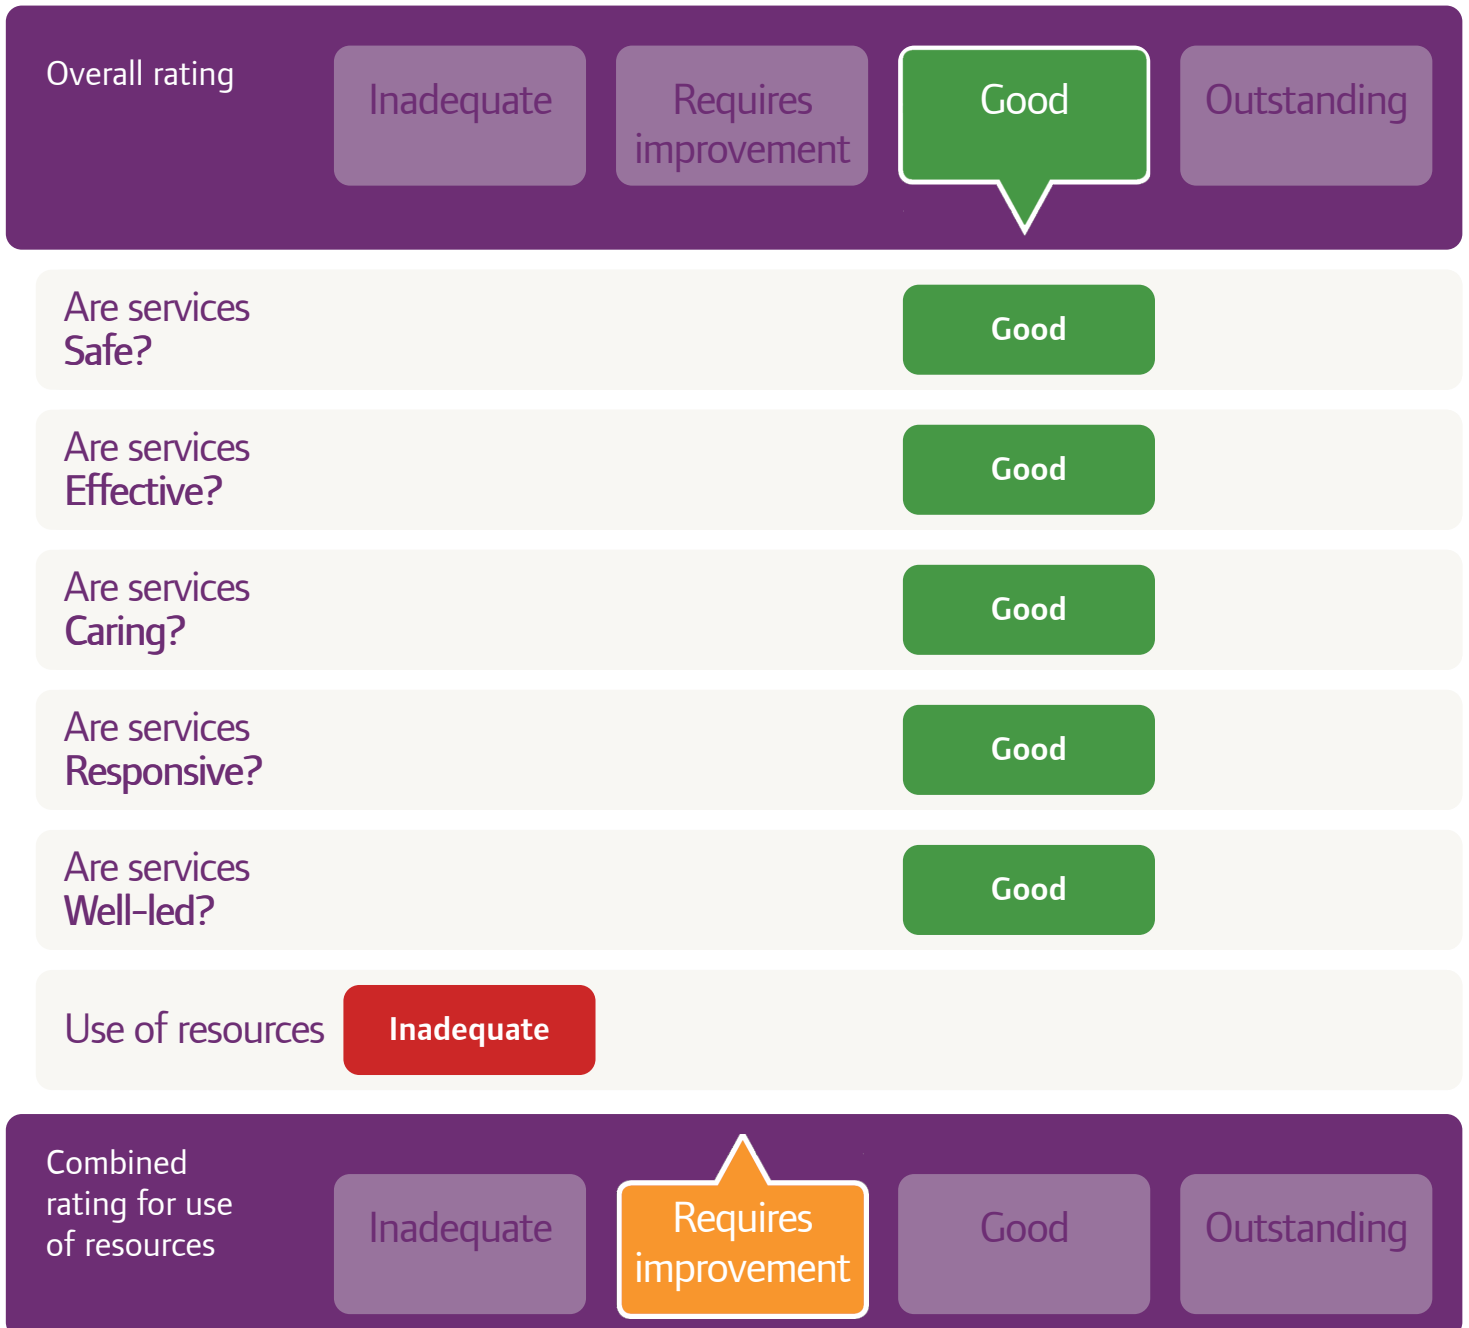 Overall rating
Inadequate
Requires
improvement
Good
Outstanding
Are services
Safe?
Good
Are services
Effective?
Good
Are services
Caring?
Good
Are services
Responsive?
Good
Are services
Well-led?
Good
Use of resources
Inadequate
Combined
rating for use
of resources
Inadequate
Requires
improvement
Good
Outstanding